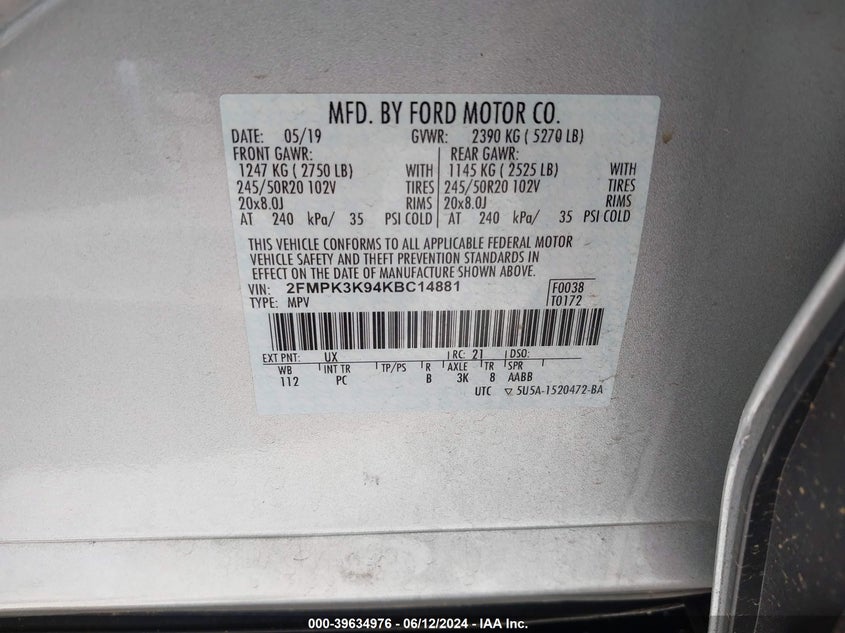 MFD. BY FORD MOTOR CO.
DATE: 05/19 GVWR: 2390 KG ( 5270 LB)
FRONT GAWR: REAR GAWR:
1247 KG ( 2750 LB) WITH 1145 KG ( 2525 LB) WITH
245/50R20 102V TIRES 245/50R20 102V TIRES
20x8.0J RIMS 20x8.0J RIMS
AT 240 kPa/ 35 PSI COLD AT 240 kPa/ 35 PSI COLD
THIS VEHICLE CONFORMS TO ALL APPLICABLE FEDERAL MOTOR
VEHICLE SAFETY AND THEFT PREVENTION STANDARDS IN
EFFECT ON THE DATE OF MANUFACTURE SHOWN ABOVE.
VIN: 2FMPK3K94KBC14881 F0038
TYPE: MPV T0172
EXT PNT: UX RC: 21 DSO:
WB INT TR TP/PS R AXLE TR SPR
112 PC B 3K 8 AABB
UTC ▽ 5U5A-1520472-BA
000-39634976 - 06/12/2024 - IAA Inc.